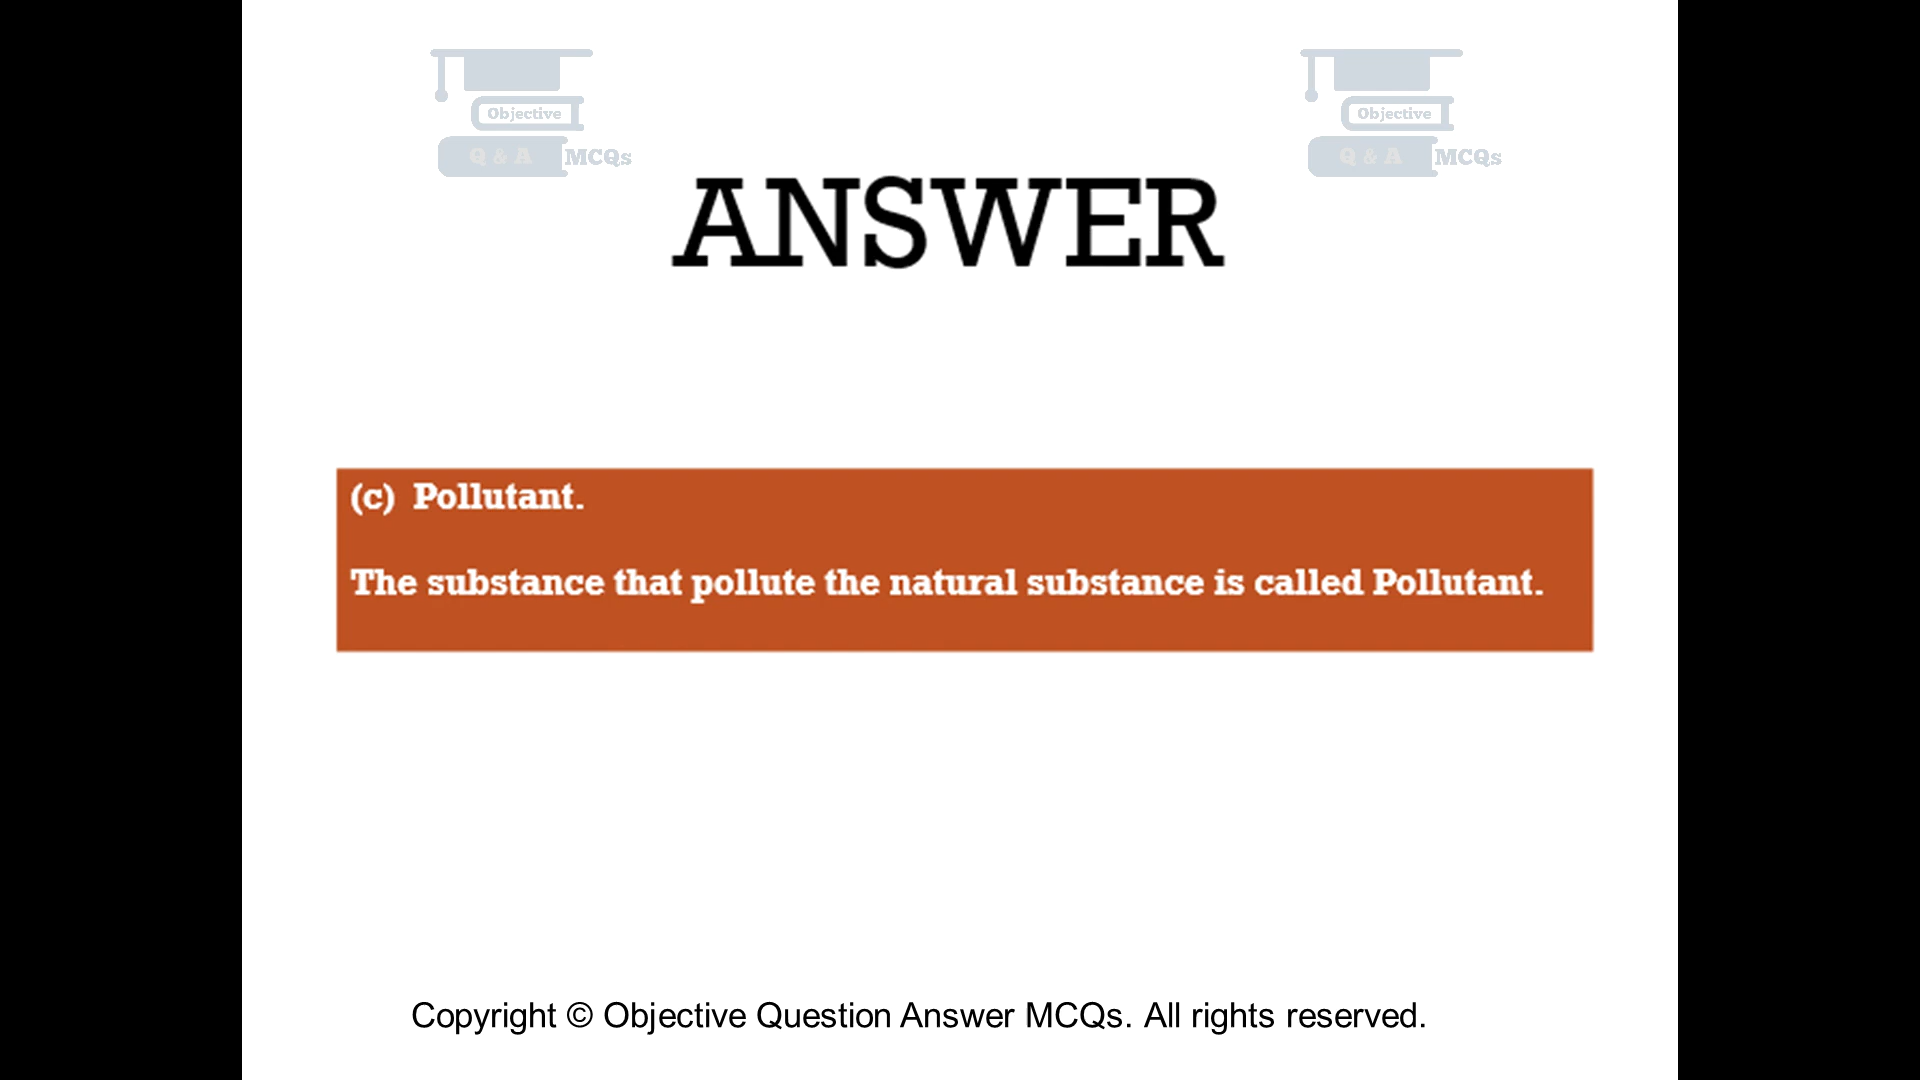 Objective
Q & A MCQs
Objective
Q & A MCQs
ANSWER
(c) Pollutant.
The substance that pollute the natural substance is called Pollutant.
Copyright © Objective Question Answer MCQs. All rights reserved.